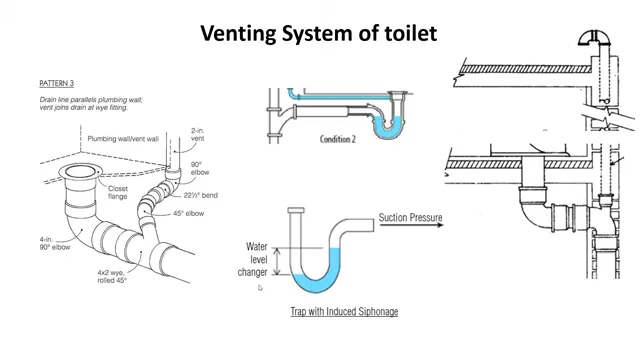 Venting System of toilet
PATTERN 3
Drain line parallels plumbing wall;
vent joins drain at wye fitting.
Plumbing wall/vent wall
2-in.
vent
90°
elbow
Closet
flange
22½° bend
45° elbow
4-in.
90° elbow
4x2 wye,
rolled 45°
Condition 2
Suction Pressure
Water
level
changer
Trap with Induced Siphonage